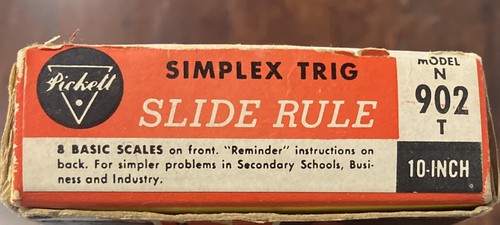 Pickett
SIMPLEX TRIG
SLIDE RULE
MODEL
N
902
T
8 BASIC SCALES on front. "Reminder" instructions on
back. For simpler problems in Secondary Schools, Busi-
ness and Industry.
10-INCH